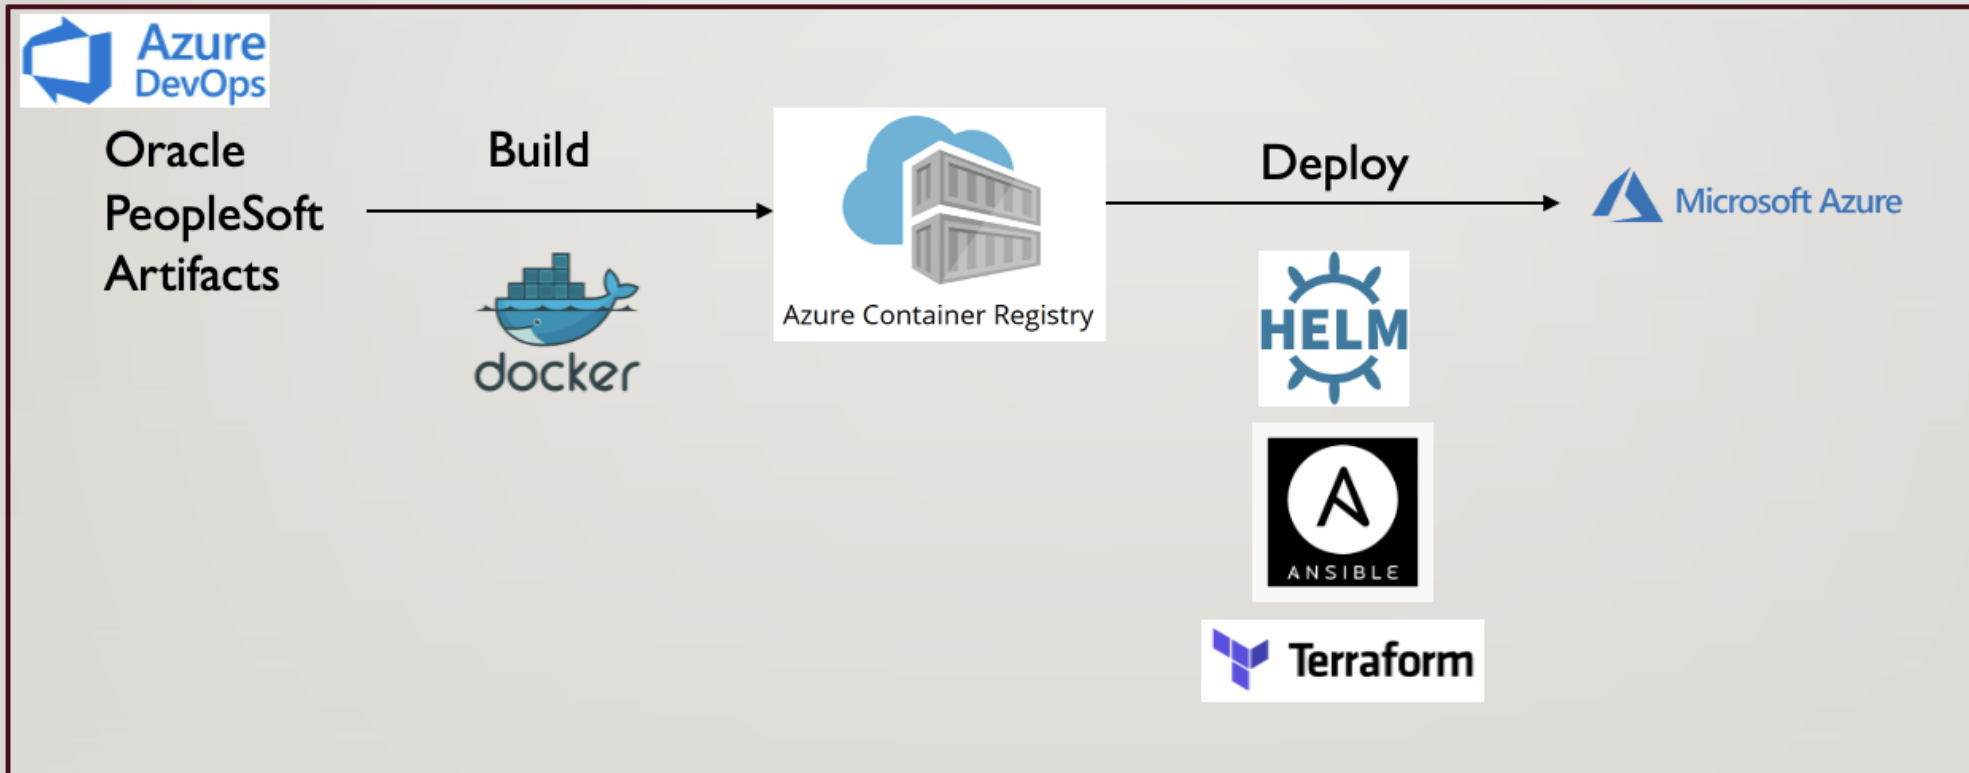 Azure
DevOps
Oracle
PeopleSoft
Artifacts
Build
docker
Azure Container Registry
Deploy
HELM
ANSIBLE
Terraform
Microsoft Azure